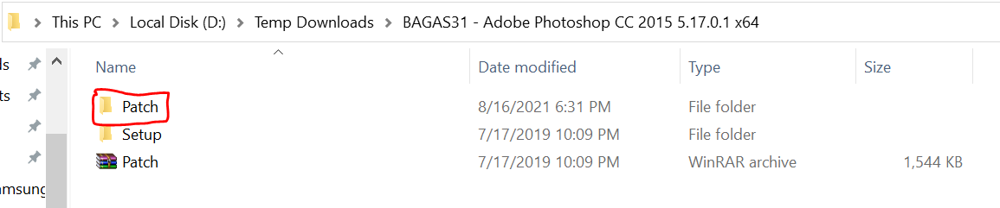 This PC > Local Disk (D:) > Temp Downloads > BAGAS31 - Adobe Photoshop CC 2015 5.17.0.1 x64
Name Date modified Type Size
ls
Patch 8/16/2021 6:31 PM File folder
ts
Setup 7/17/2019 10:09 PM File folder
Patch 7/17/2019 10:09 PM WinRAR archive 1,544 KB
amsung